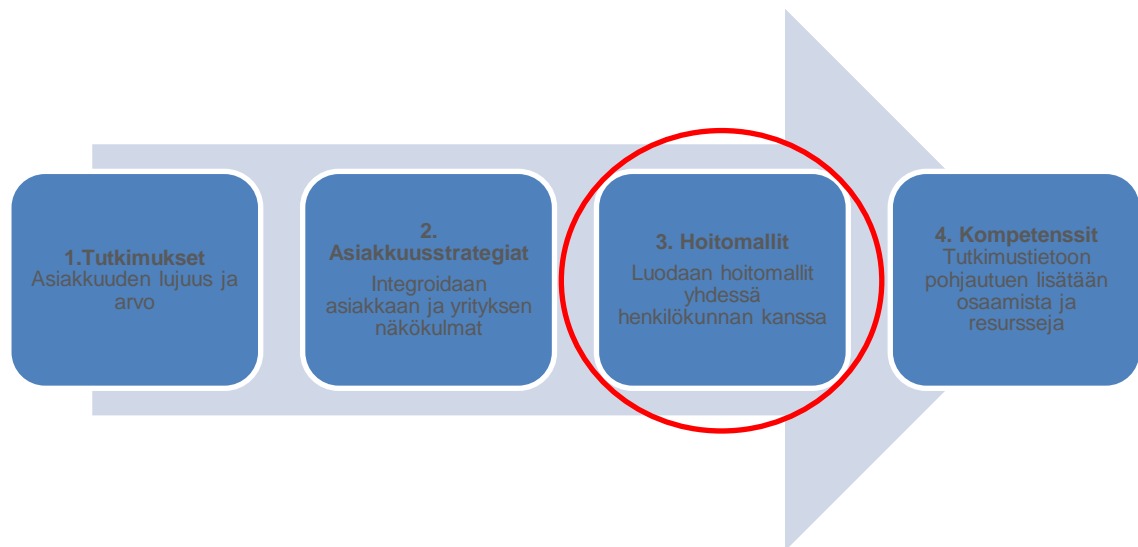 1.Tutkimukset
Asiakkuuden lujuus ja
arvo
2.
Asiakkuusstrategiat
Integroidaan
asiakkaan ja yrityksen
näkökulmat
3. Hoitomallit
Luodaan hoitomallit
yhdessä
henkilökunnan kanssa
4. Kompetenssit
Tutkimustietoon
pohjautuen lisätään
osaamista ja
resursseja